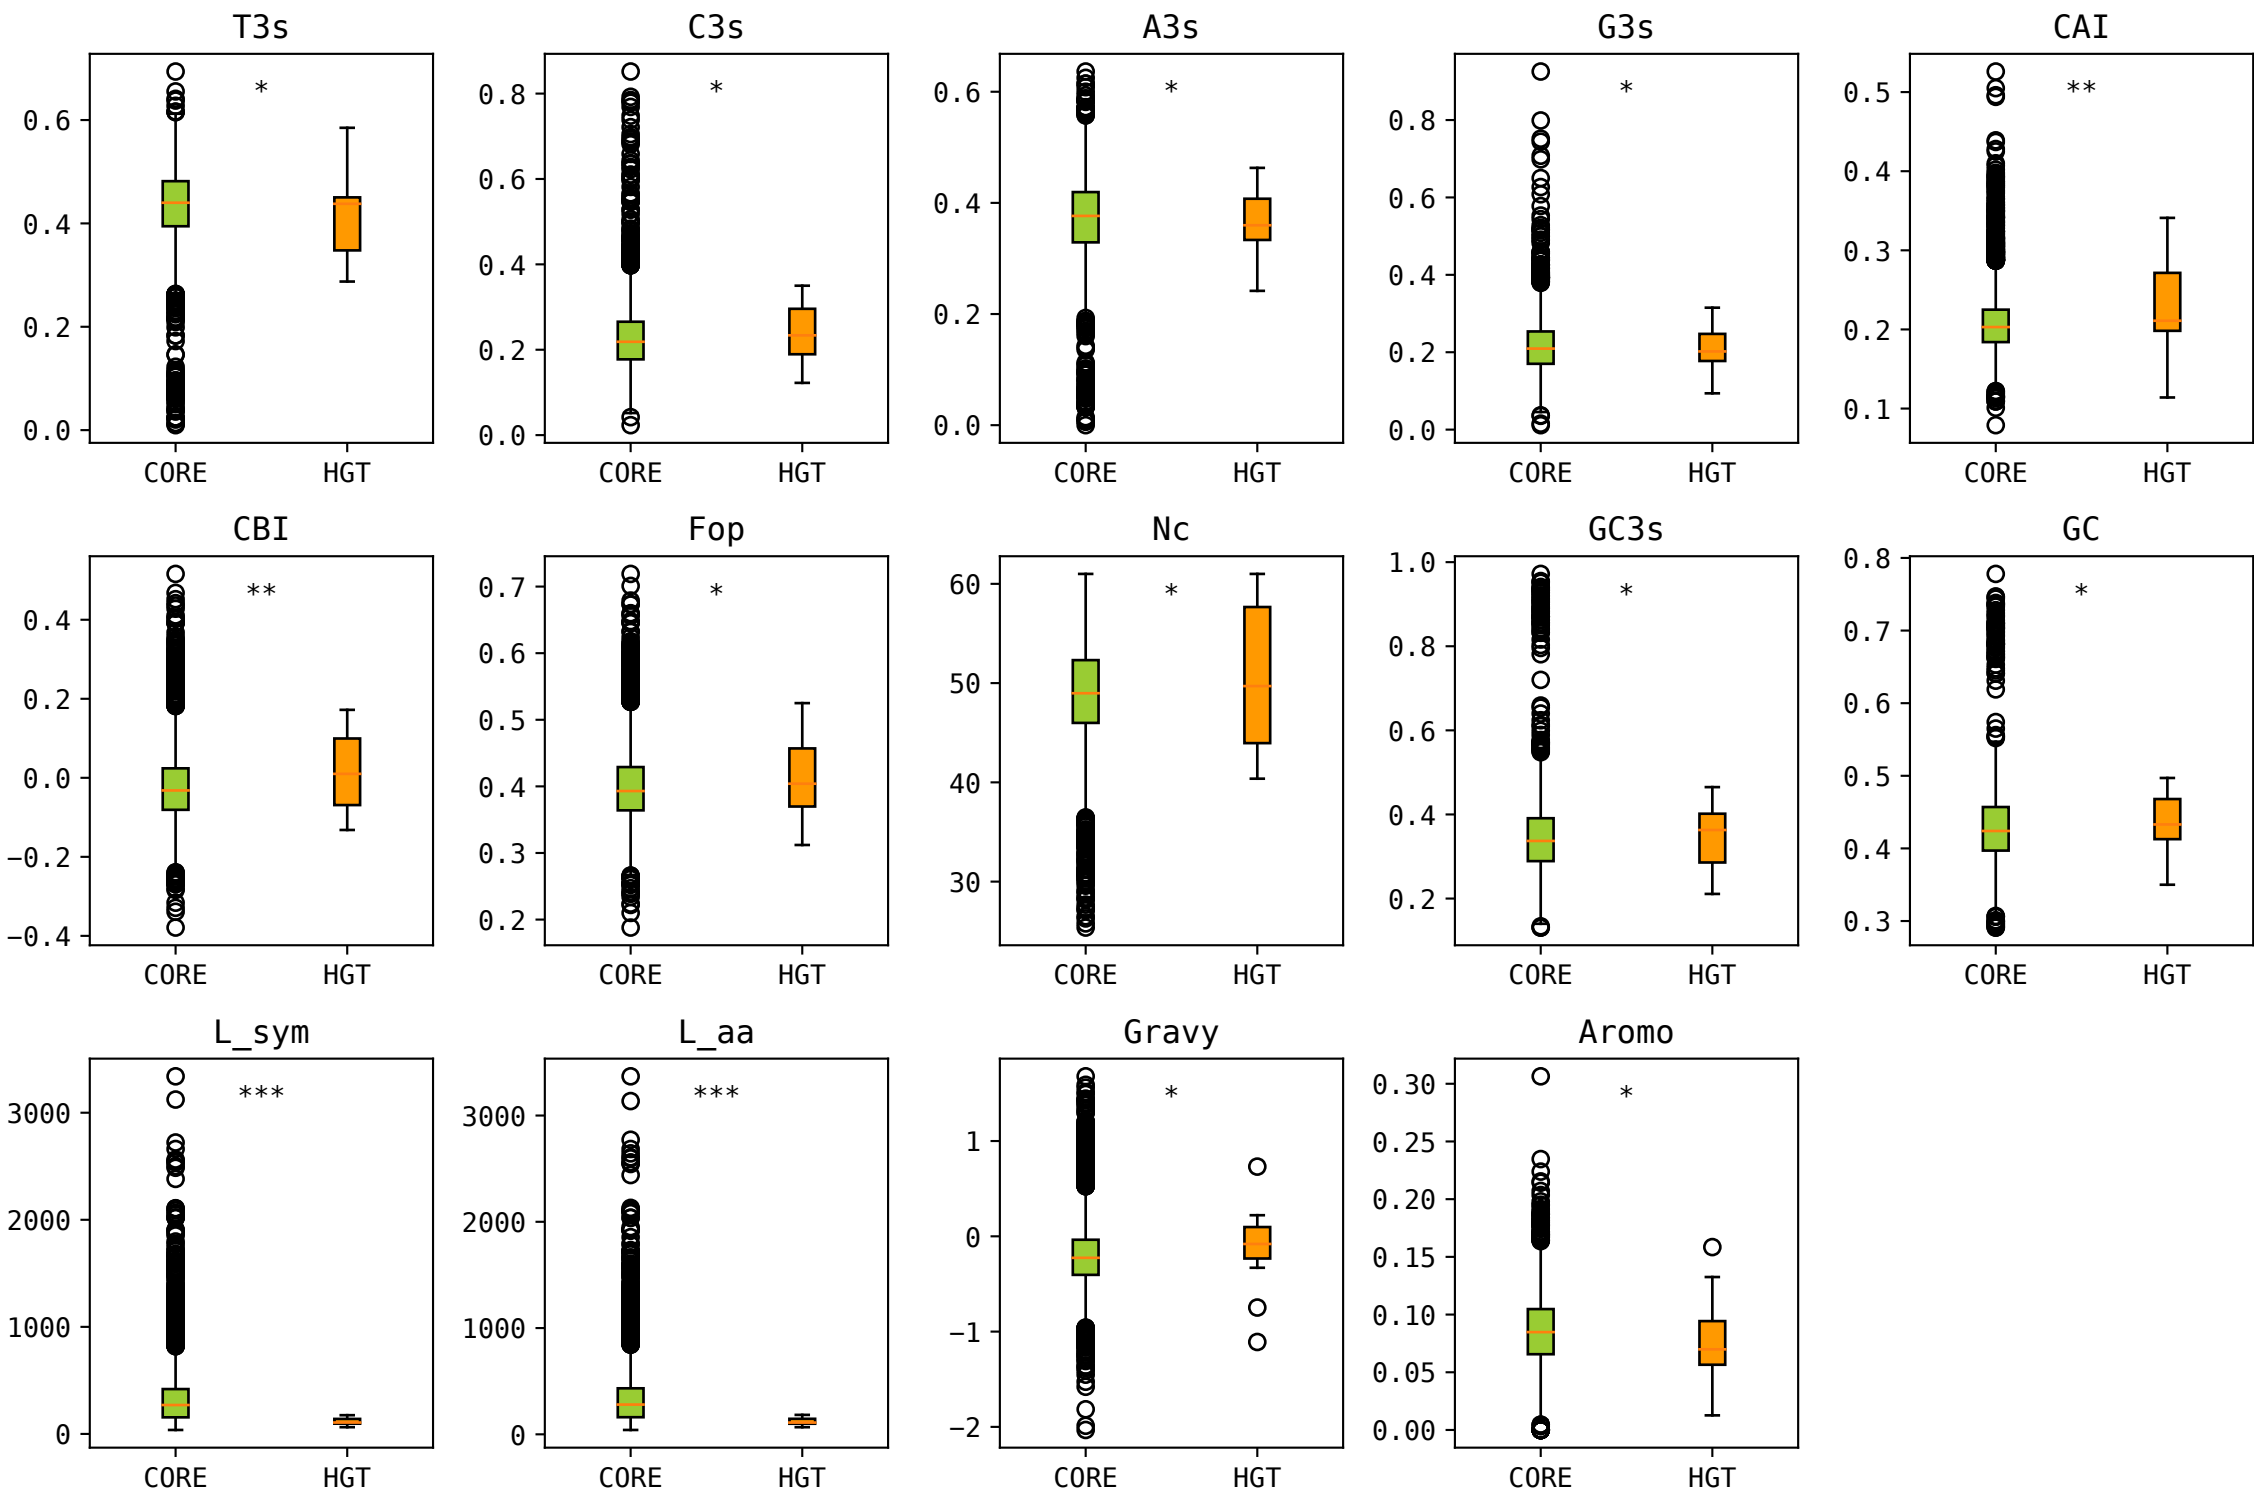 T3s C3s A3s G3s CAI
* * * * **
0.6 0.4 0.2 0.0
0.8 0.6 0.4 0.2 0.0
0.6 0.4 0.2 0.0
0.8 0.6 0.4 0.2 0.0
0.5 0.4 0.3 0.2 0.1
CORE HGT CORE HGT CORE HGT CORE HGT CORE HGT
CBI Fop Nc GC3s GC
** * * * *
0.4 0.2 0.0 −0.2 −0.4
0.7 0.6 0.5 0.4 0.3 0.2
60 50 40 30
1.0 0.8 0.6 0.4 0.2
0.8 0.7 0.6 0.5 0.4 0.3
CORE HGT CORE HGT CORE HGT CORE HGT CORE HGT
L_sym L_aa Gravy Aromo
*** *** * *
3000 2000 1000 0
3000 2000 1000 0
1 0 −1 −2
0.30 0.25 0.20 0.15 0.10 0.05 0.00
CORE HGT CORE HGT CORE HGT CORE HGT